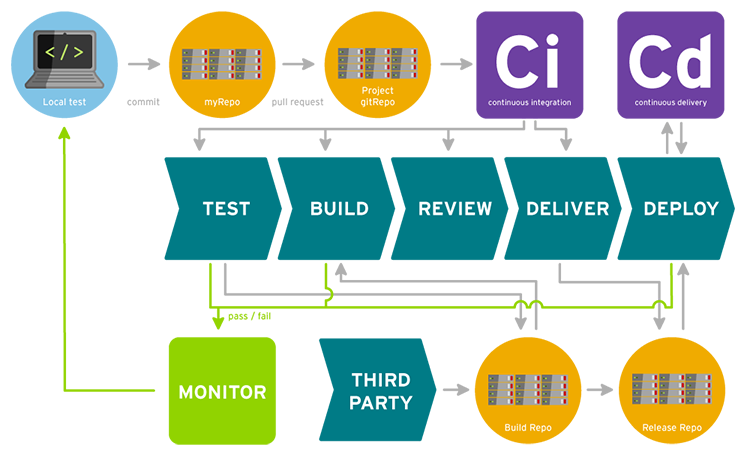 </>
Local test
commit
myRepo
pull request
Project
gitRepo
Ci
continuous integration
Cd
continuous delivery
TEST
BUILD
REVIEW
DELIVER
DEPLOY
pass / fail
MONITOR
THIRD
PARTY
Build Repo
Release Repo